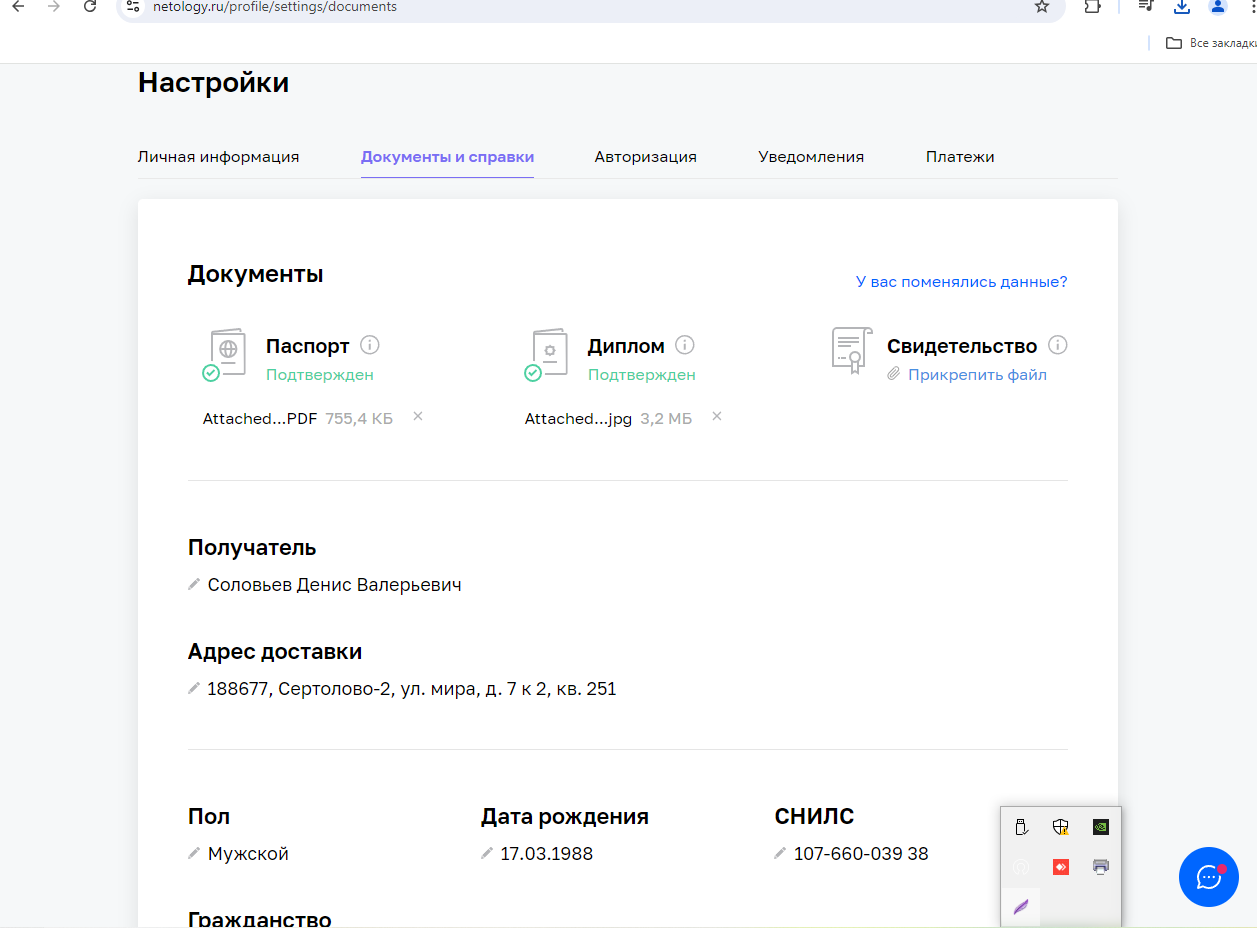 netology.ru/profile/settings/documents
Все закладки
Настройки
Личная информация Документы и справки Авторизация Уведомления Платежи
Документы
У вас поменялись данные?
Паспорт Диплом Свидетельство
Подтвержден Подтвержден Прикрепить файл
Attached...PDF 755,4 КБ Attached...jpg 3,2 МБ
Получатель
Соловьев Денис Валерьевич
Адрес доставки
188677, Сертолово-2, ул. мира, д. 7 к 2, кв. 251
Пол Дата рождения СНИЛС
Мужской 17.03.1988 107-660-039 38
Гражданство